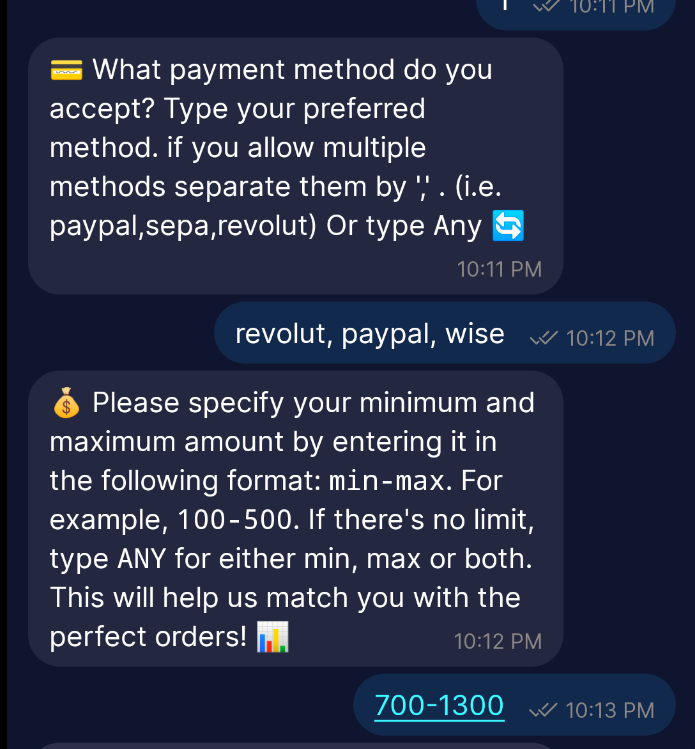 10:11 PM
💳 What payment method do you
accept? Type your preferred
method. if you allow multiple
methods separate them by ',' . (i.e.
paypal,sepa,revolut) Or type Any 🔄
10:11 PM
revolut, paypal, wise 10:12 PM
💰 Please specify your minimum and
maximum amount by entering it in
the following format: min-max. For
example, 100-500. If there's no limit,
type ANY for either min, max or both.
This will help us match you with the
perfect orders! 📊 10:12 PM
700-1300 10:13 PM